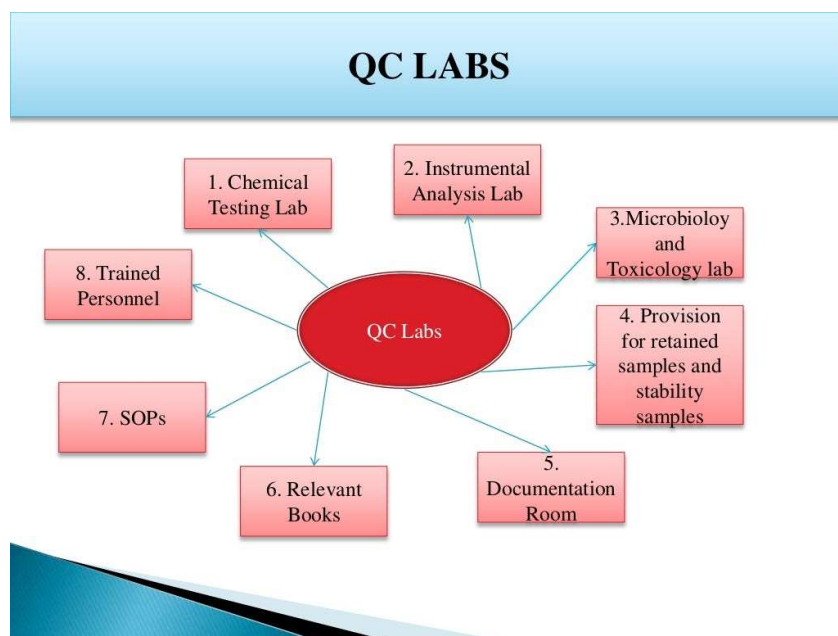 QC LABS
1. Chemical
Testing Lab
2. Instrumental
Analysis Lab
3.Microbioloy
and
Toxicology lab
4. Provision
for retained
samples and
stability
samples
5.
Documentation
Room
6. Relevant
Books
7. SOPs
8. Trained
Personnel
QC Labs